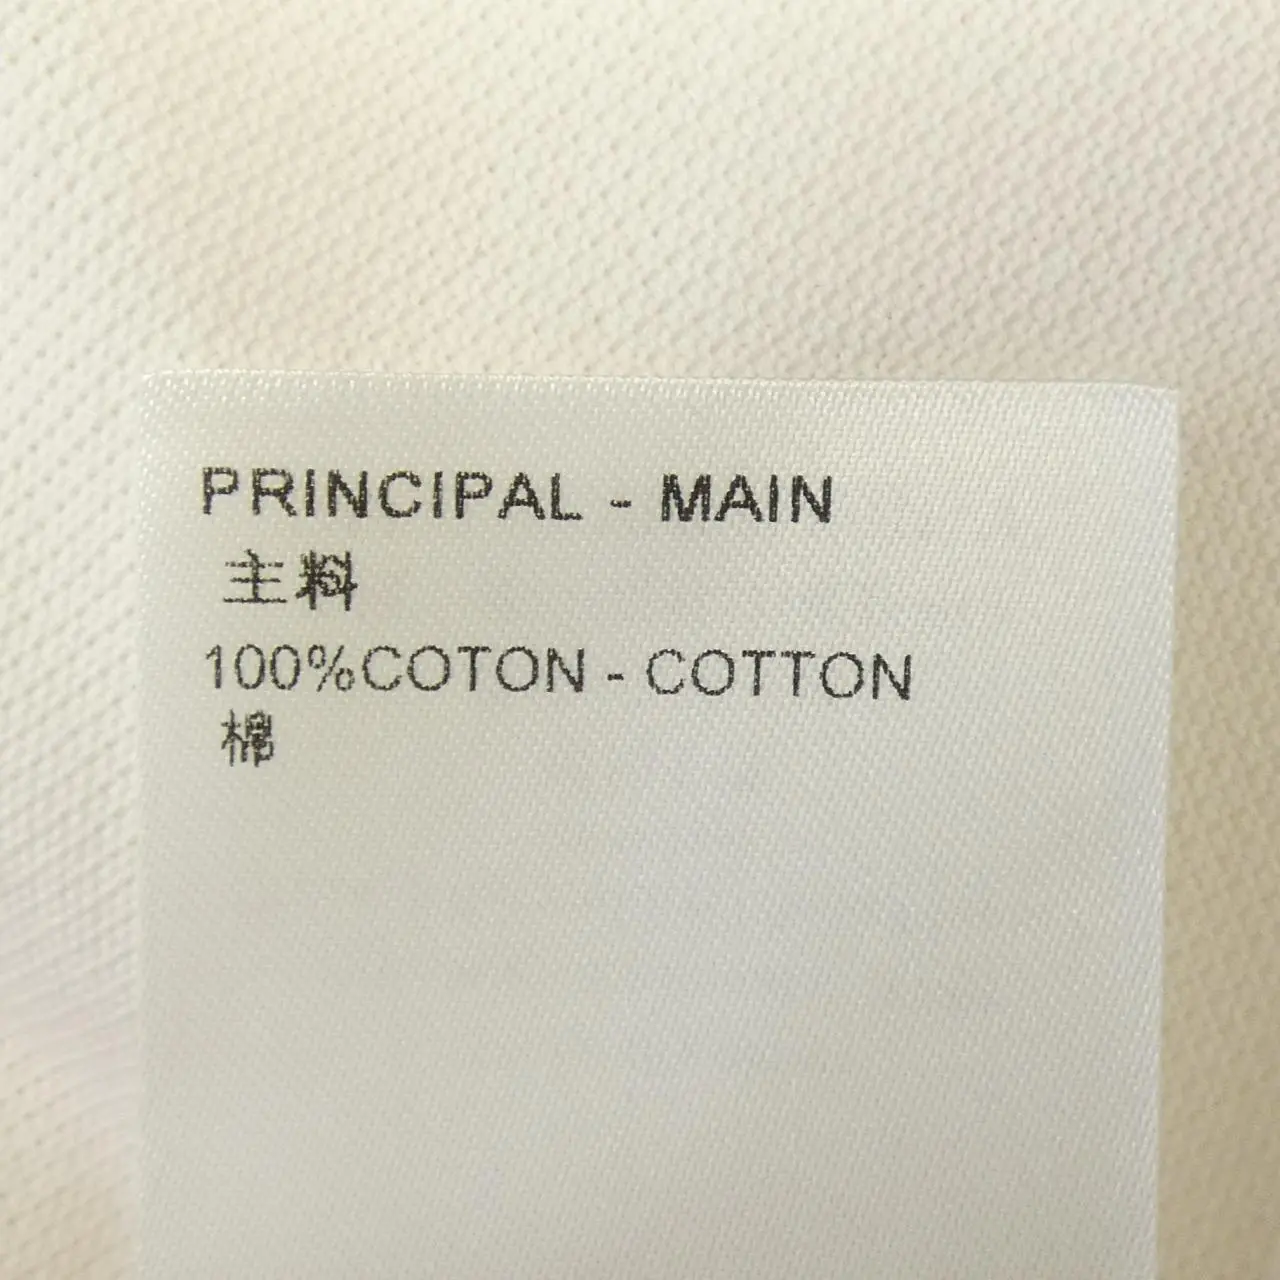 PRINCIPAL - MAIN
主料
100%COTON - COTTON
棉